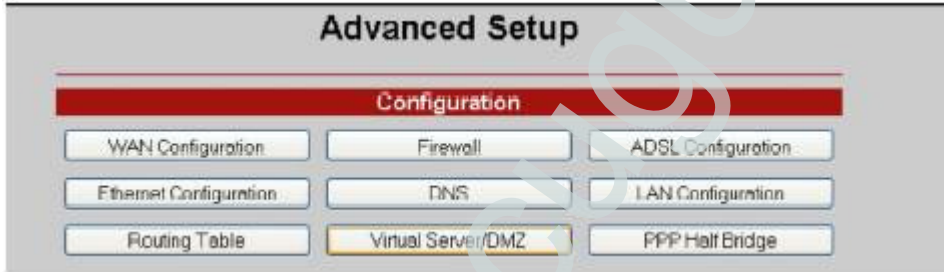 Advanced Setup
Configuration
WAN Configuration Firewall ADSL Configuration
Ethernet Configuration DNS LAN Configuration
Routing Table Virtual Server/DMZ PPP Half Bridge